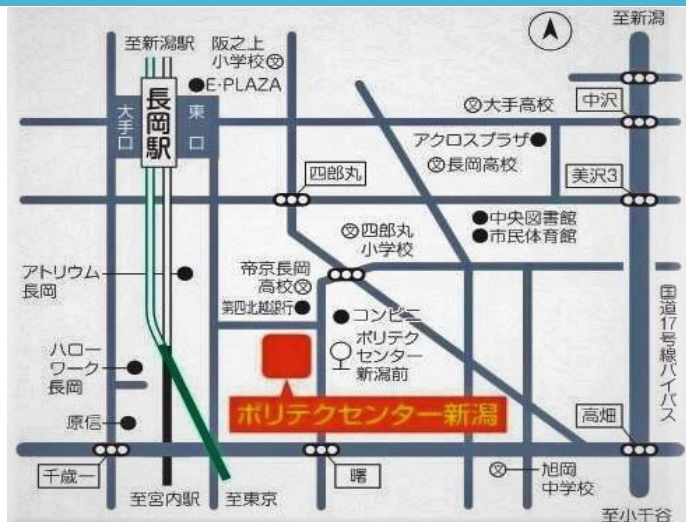 至新潟
至新潟駅
阪之上
小学校文
E・PLAZA
文大手高校
中沢
長岡駅
大手口
東口
アクロスプラザ
文長岡高校
四郎丸
美沢3
中央図書館
市民体育館
文四郎丸
小学校
帝京長岡
高校文
アトリウム
長岡
第四北越銀行
コンビニ
国道17号線バイパス
ポリテク
センター
新潟前
ハロー
ワーク
長岡
ポリテクセンター新潟
原信
高畑
千歳一
曙
文旭岡
中学校
至宮内駅
至東京
至小千谷